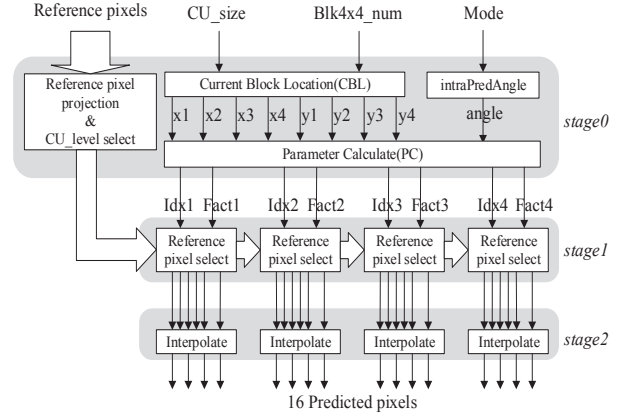 Reference pixels
CU_size
Blk4x4_num
Mode
Reference pixel
projection
&
CU_level select
Current Block Location(CBL)
intraPredAngle
x1 x2 x3 x4 y1 y2 y3 y4
angle
stage0
Parameter Calculate(PC)
Idx1 Fact1 Idx2 Fact2 Idx3 Fact3 Idx4 Fact4
Reference
pixel select
Reference
pixel select
Reference
pixel select
Reference
pixel select
stage1
Interpolate
Interpolate
Interpolate
Interpolate
stage2
16 Predicted pixels